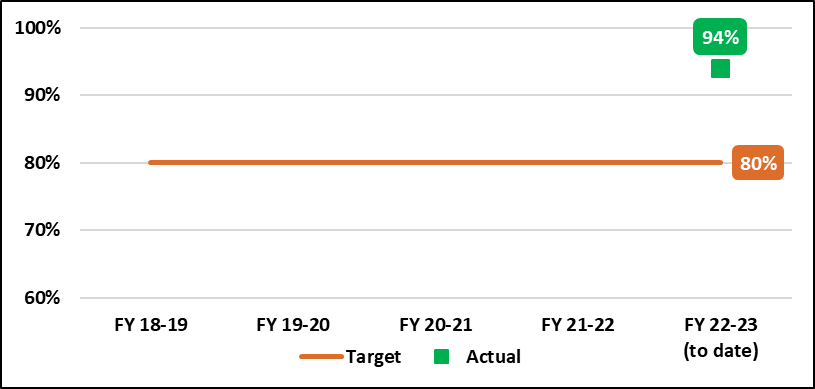 100%
94%
90%
80%
80%
70%
60%
FY 18-19
FY 19-20
FY 20-21
FY 21-22
FY 22-23
(to date)
Target
Actual